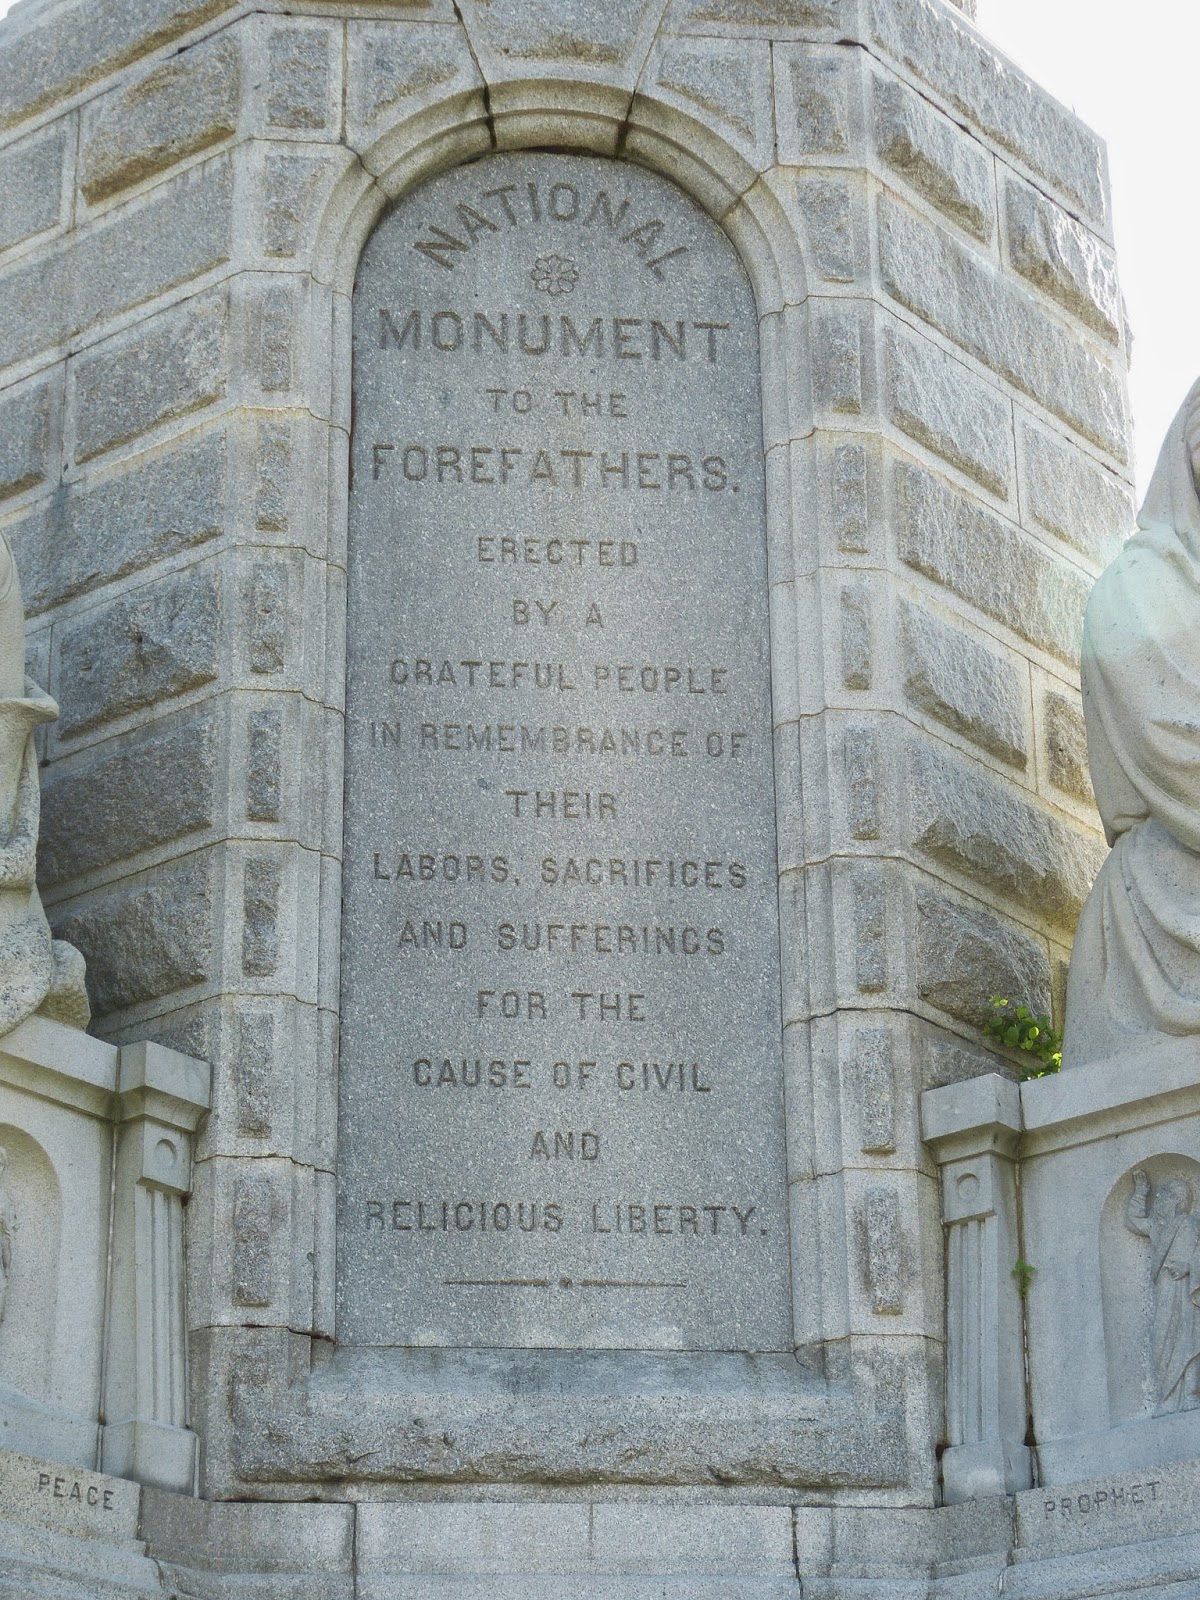 NATIONAL
MONUMENT
TO THE
FOREFATHERS.
ERECTED
BY A
GRATEFUL PEOPLE
IN REMEMBRANCE OF
THEIR
LABORS, SACRIFICES
AND SUFFERINGS
FOR THE
CAUSE OF CIVIL
AND
RELIGIOUS LIBERTY.
PEACE
PROPHET